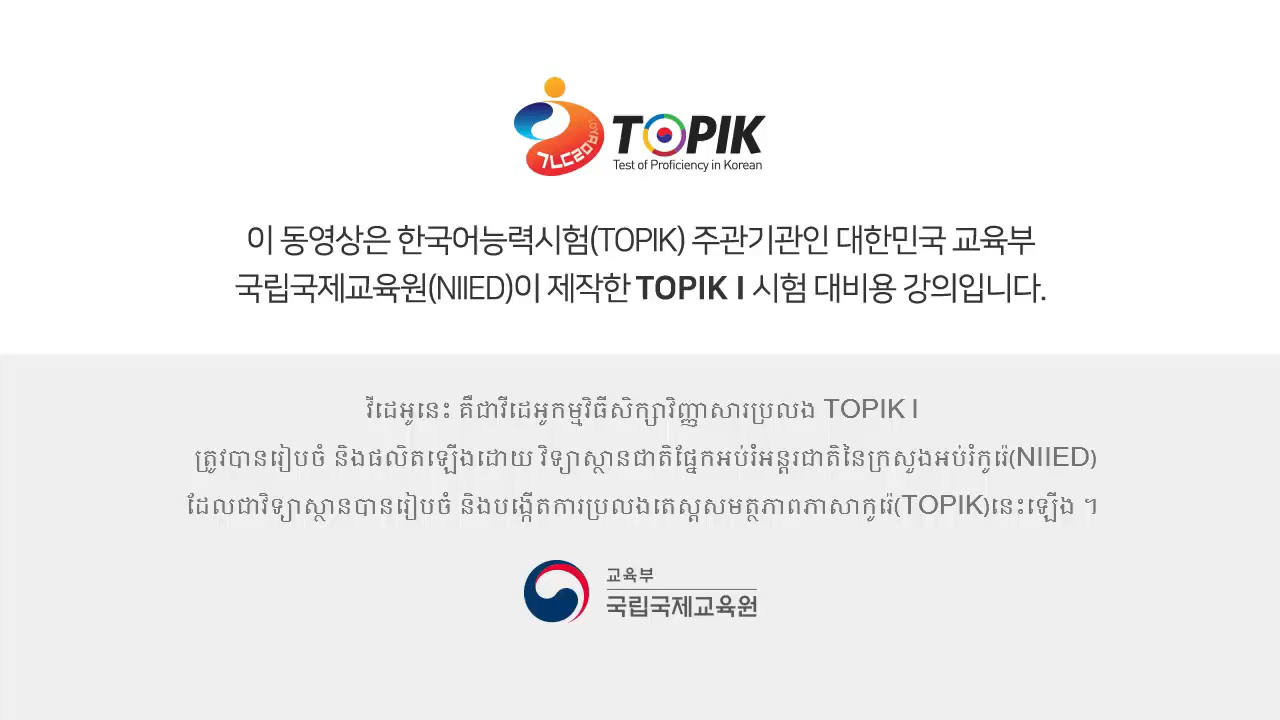 ㄱㄴㄷㄹㅁㅂ
TOPIK
Test of Proficiency in Korean
이 동영상은 한국어능력시험(TOPIK) 주관기관인 대한민국 교육부
국립국제교육원(NIIED)이 제작한 TOPIK I 시험 대비용 강의입니다.
វីដេអូនេះ គឺជាវីដេអូកម្មវិធីសិក្សាវិញ្ញាសារប្រលង TOPIK I
ត្រូវបានរៀបចំ និងផលិតឡើងដោយ វិទ្យាស្ថានជាតិផ្នែកអប់រំអន្តរជាតិនៃក្រសួងអប់រំកូរ៉េ(NIIED)
ដែលជាវិទ្យាស្ថានបានរៀបចំ និងបង្កើតការប្រលងតេស្តសមត្ថភាពភាសាកូរ៉េ(TOPIK)នេះឡើង ។
교육부
국립국제교육원